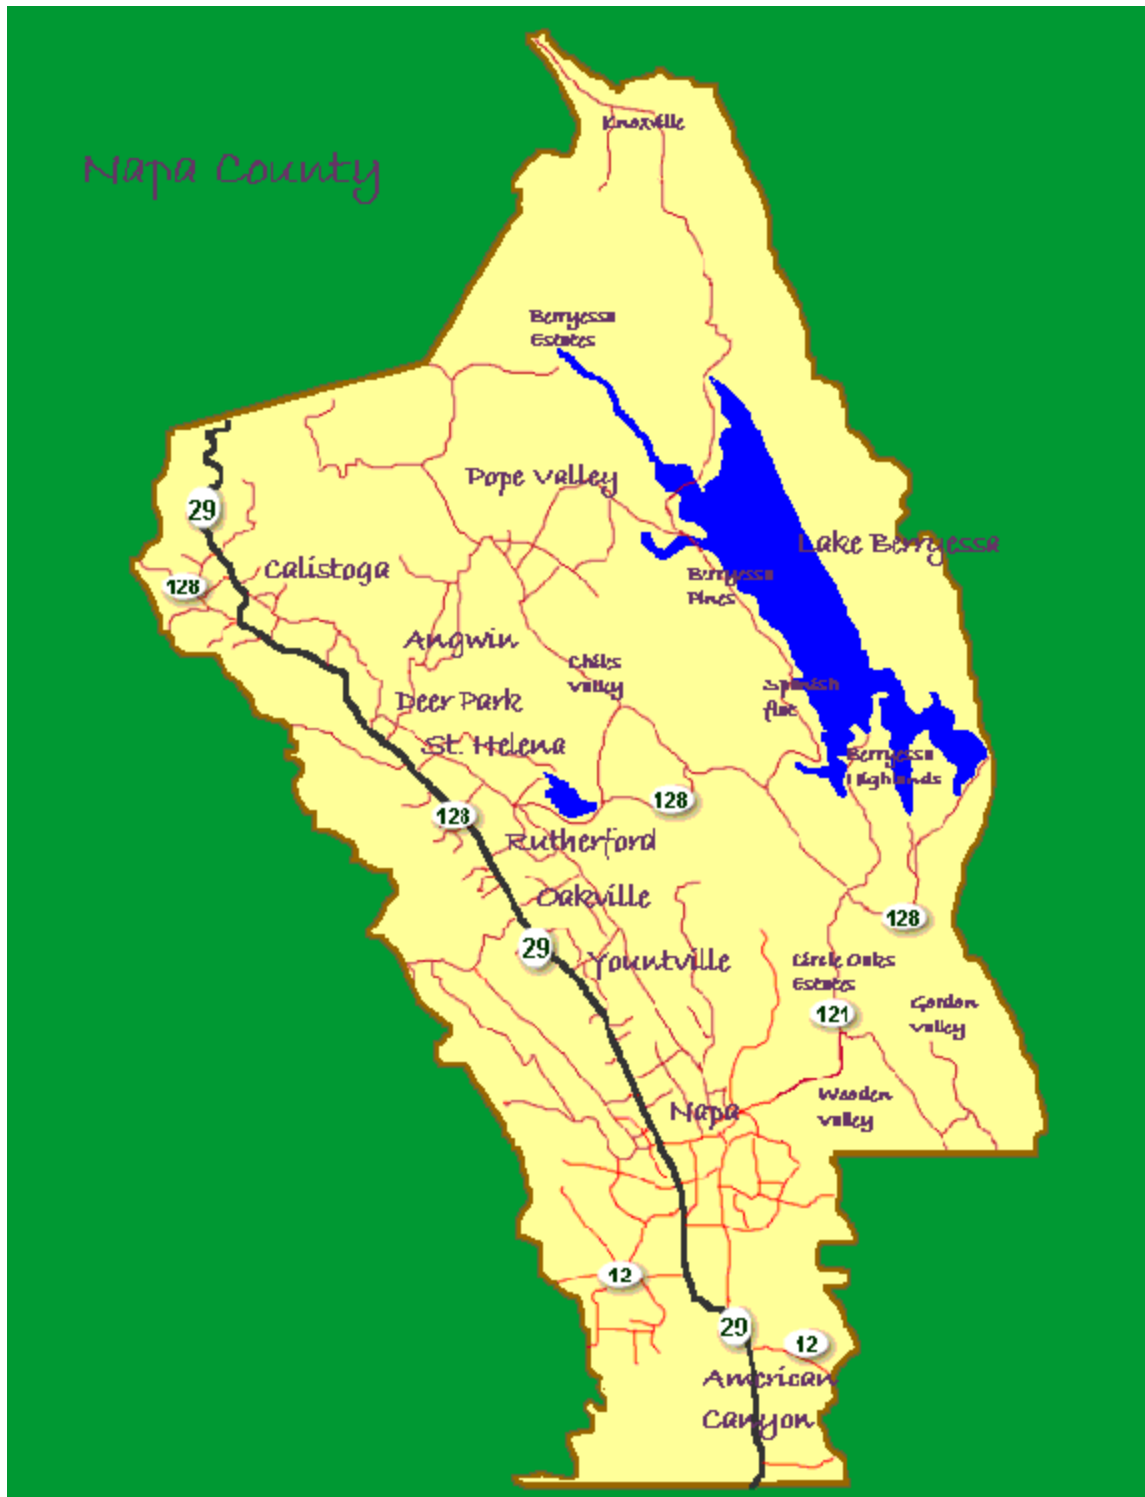 Knoxville
Napa County
Berryessa
Estates
Pope Valley
29
Lake Berryessa
Calistoga
128
Berryessa
Pines
Angwin
Chiles
Valley
Spanish
Flat
Deer Park
St. Helena
Berryessa
Highlands
128
128
Rutherford
Oakville
128
29
Yountville
Circle Oaks
Estates
Gordon
Valley
121
Wooden
Valley
Napa
12
29
12
American
Canyon